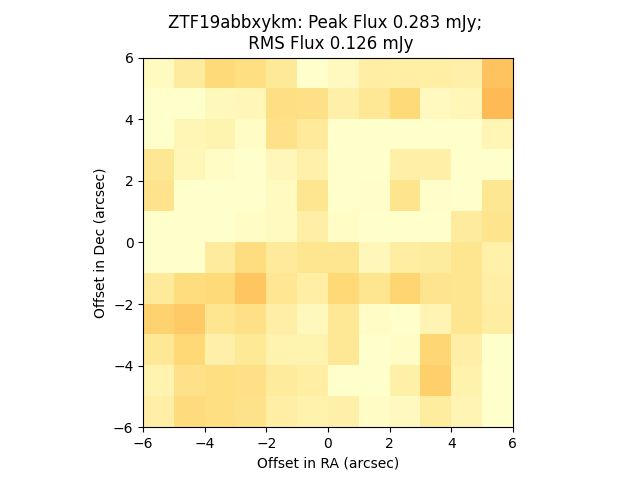 ZTF19abbxykm: Peak Flux 0.283 mJy;
RMS Flux 0.126 mJy
6
4
2
0
−2
−4
−6
Offset in Dec (arcsec)
−6 −4 −2 0 2 4 6
Offset in RA (arcsec)